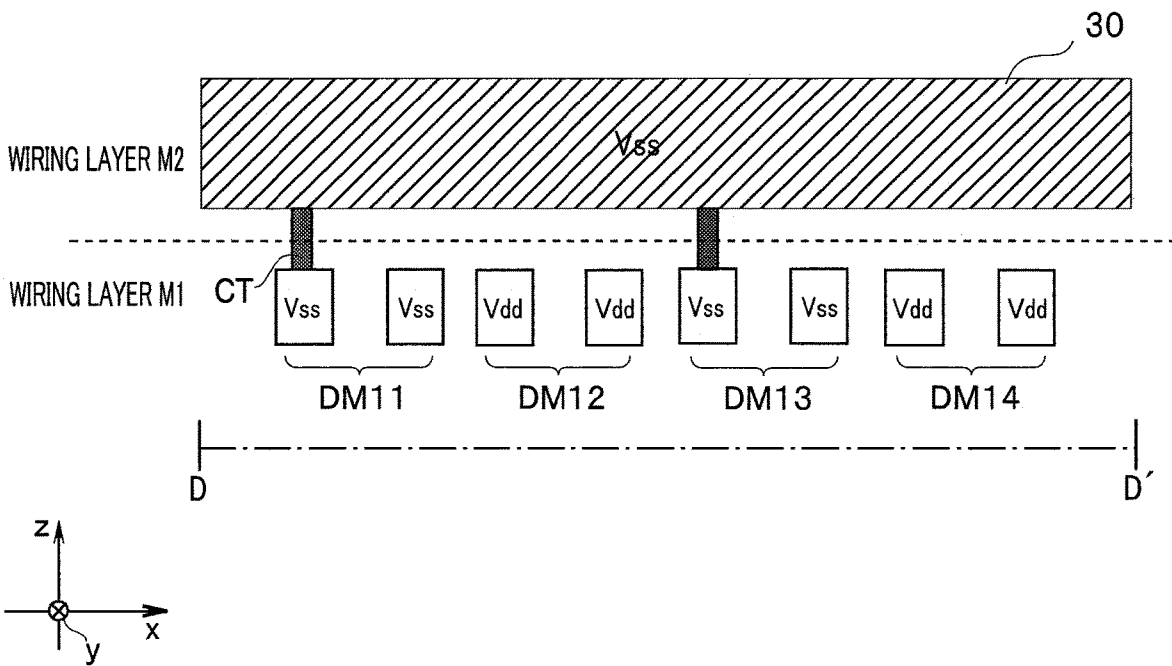 30
WIRING LAYER M2
Vss
WIRING LAYER M1
CT
Vss Vss Vdd Vdd Vss Vss Vdd Vdd
DM11 DM12 DM13 DM14
D D´
z
x
y